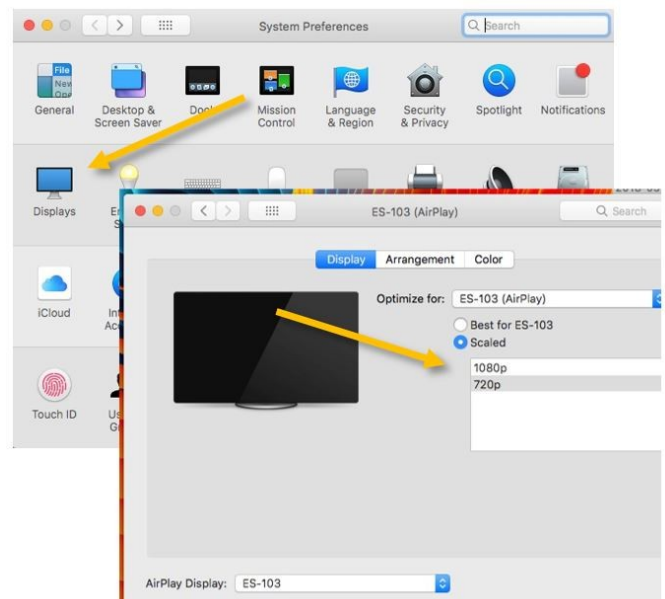 System Preferences
Search
File
New
General
Desktop &
Screen Saver
Mission
Control
Language
& Region
Security
& Privacy
Spotlight
Notifications
Displays
ES-103 (AirPlay)
Search
Display Arrangement Color
Optimize for: ES-103 (AirPlay)
Best for ES-103
Scaled
1080p
720p
iCloud
Touch ID
AirPlay Display: ES-103